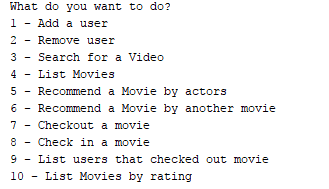 What do you want to do?
1 - Add a user
2 - Remove user
3 - Search for a Video
4 - List Movies
5 - Recommend a Movie by actors
6 - Recommend a Movie by another movie
7 - Checkout a movie
8 - Check in a movie
9 - List users that checked out movie
10 - List Movies by rating